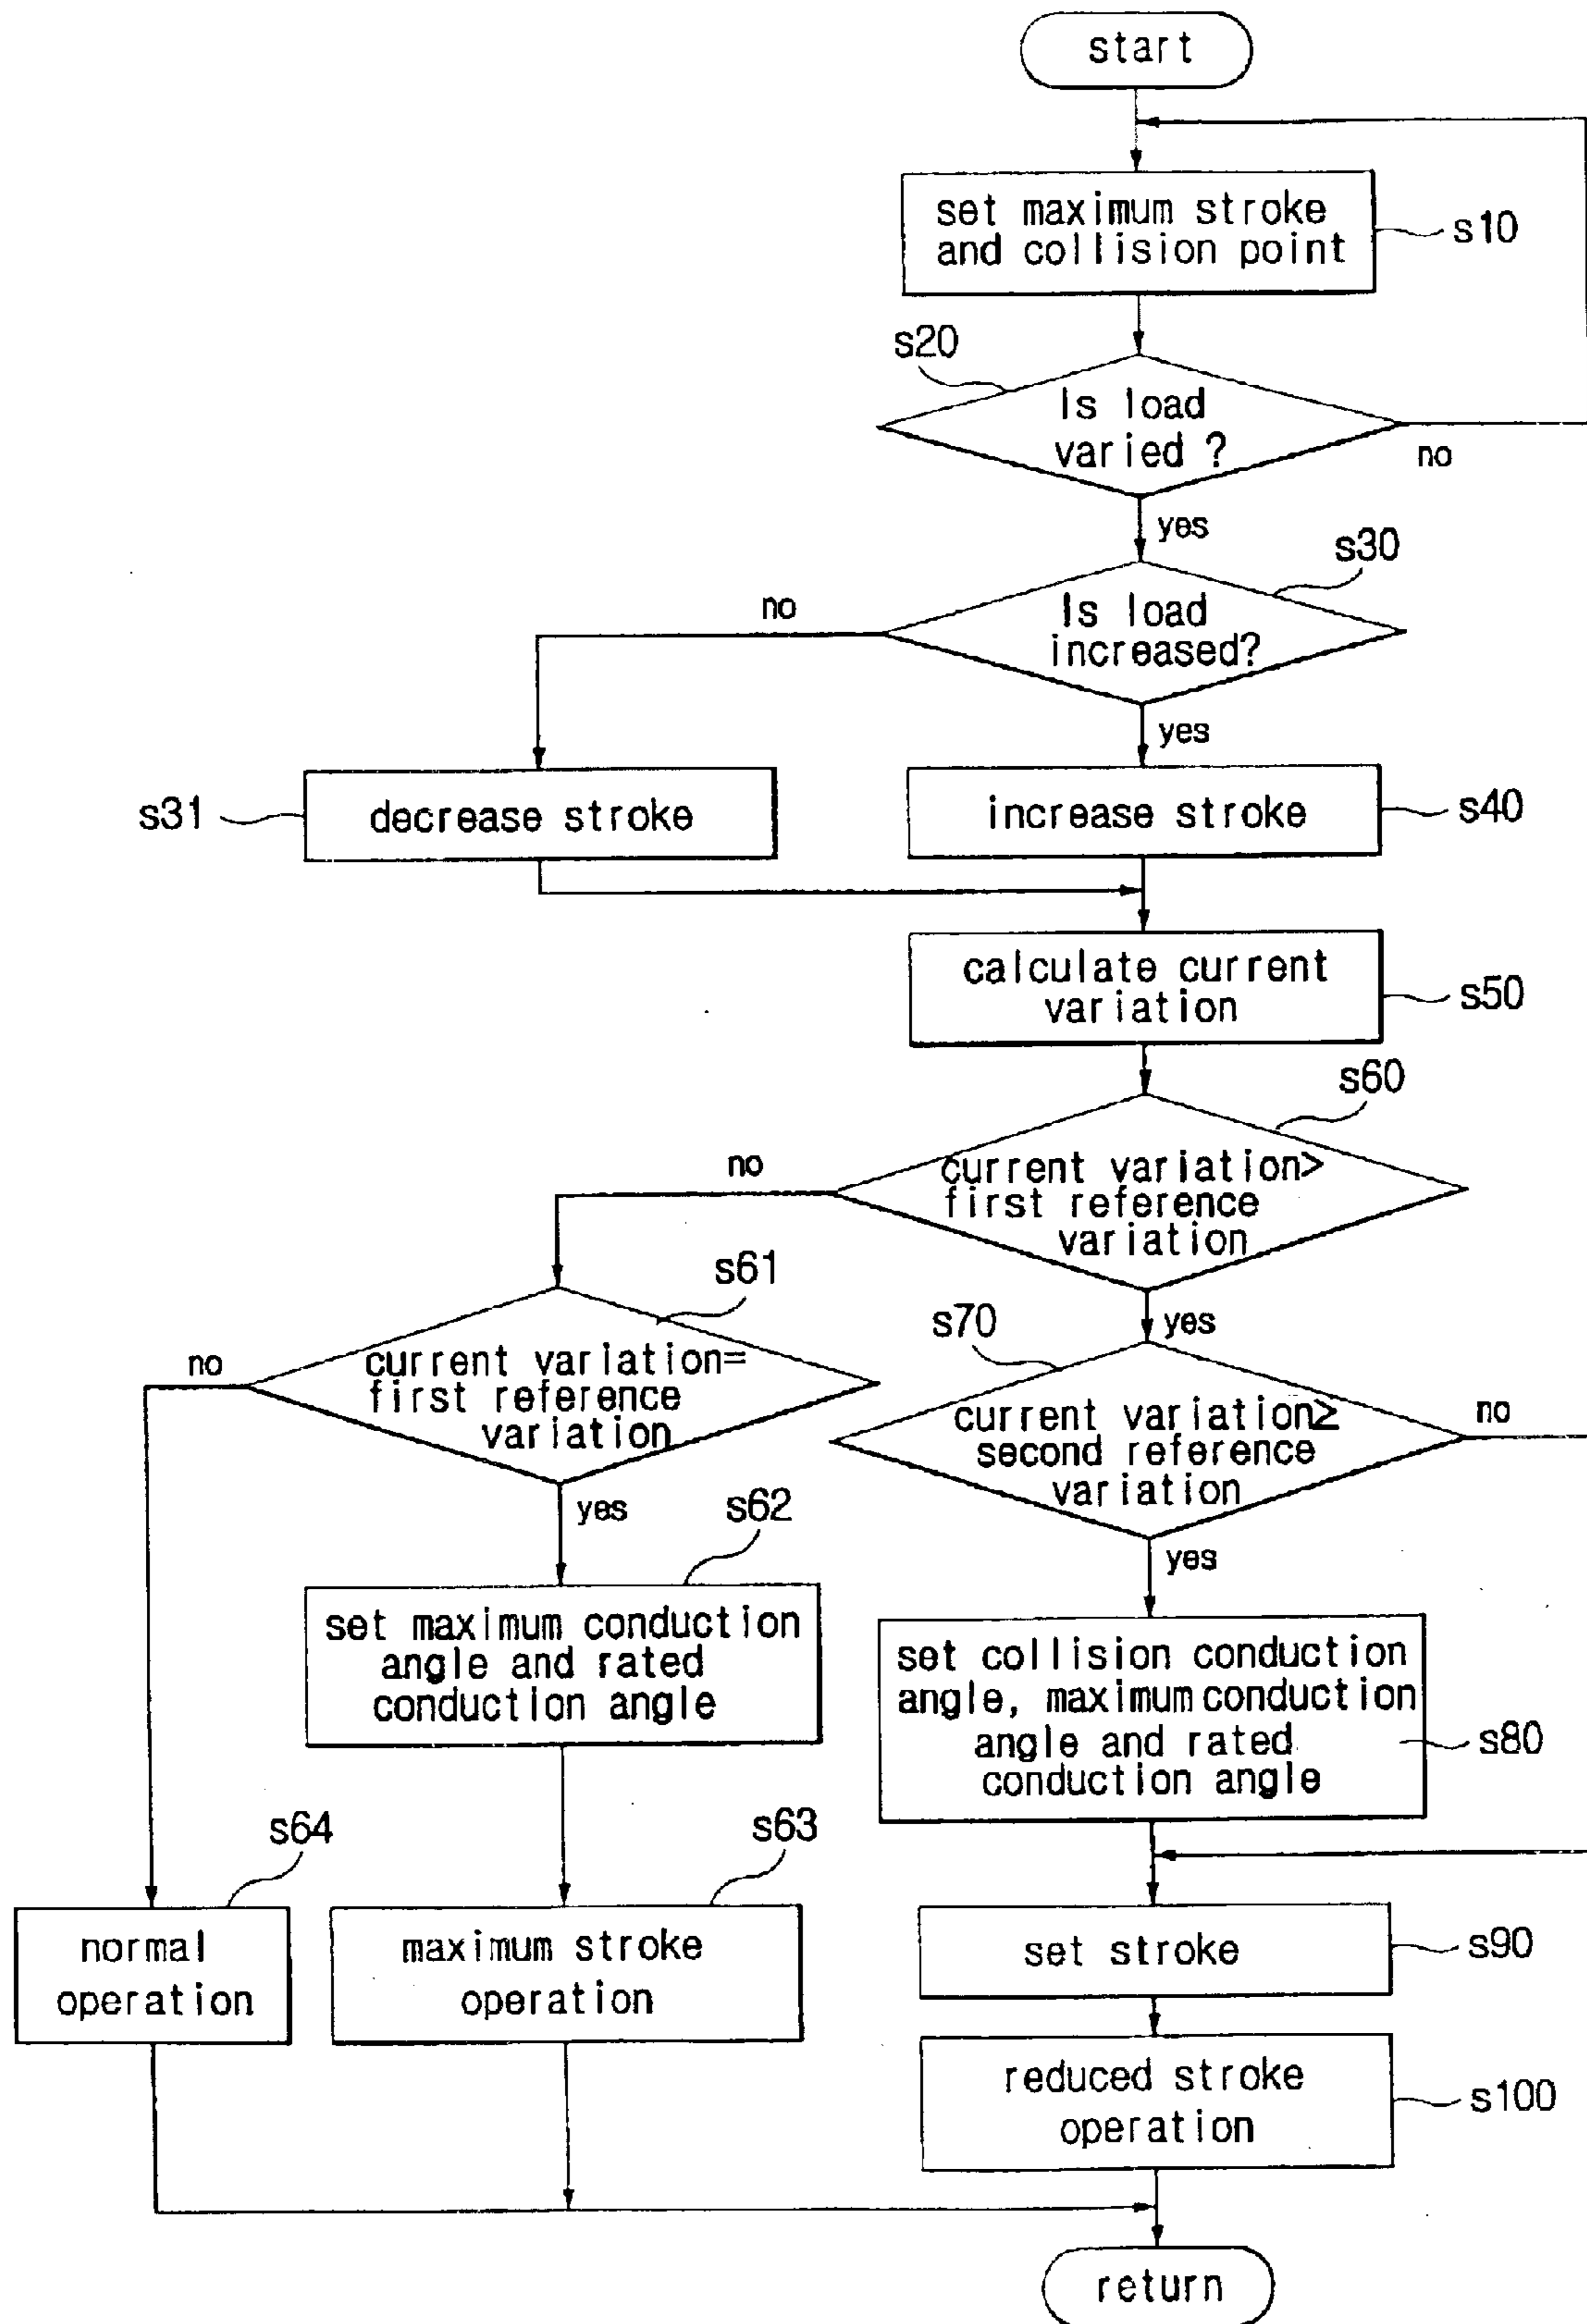 start
set maximum stroke
and collision point
s10
s20
Is load
varied ?
no
yes
s30
no
Is load
increased?
yes
s31
decrease stroke
increase stroke
s40
calculate current
variation
s50
s60
no
current variation>
first reference
variation
yes
s61
no
current variation=
first reference
variation
yes
s70
current variation≥
second reference
variation
no
yes
s62
set maximum conduction
angle and rated
conduction angle
set collision conduction
angle, maximum conduction
angle and rated
conduction angle
s80
s64
normal
operation
s63
maximum stroke
operation
set stroke
s90
reduced stroke
operation
s100
return